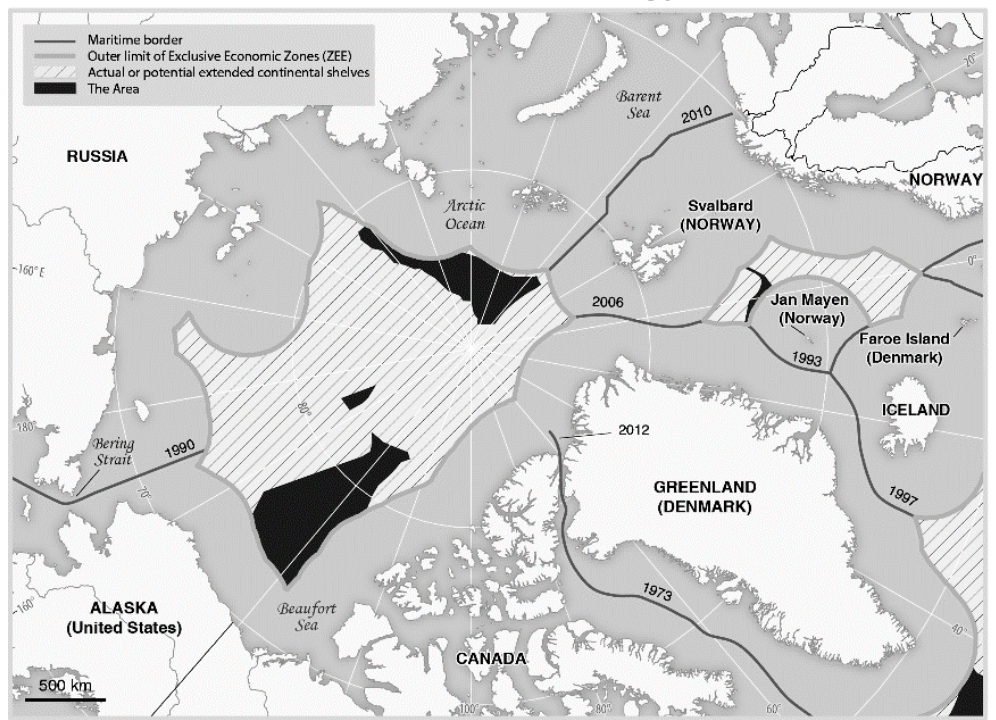 Maritime border
Outer limit of Exclusive Economic Zones (ZEE)
Actual or potential extended continental shelves
The Area
Barent
Sea
2010
20°
RUSSIA
NORWAY
Arctic
Ocean
Svalbard
(NORWAY)
160° E
0°
2006
Jan Mayen
(Norway)
Faroe Island
(Denmark)
1993
80°
ICELAND
180°
Bering
Strait
1990
2012
70°
GREENLAND
(DENMARK)
1997
160°
ALASKA
(United States)
Beaufort
Sea
1973
40°
CANADA
500 km
100°
80°
60°